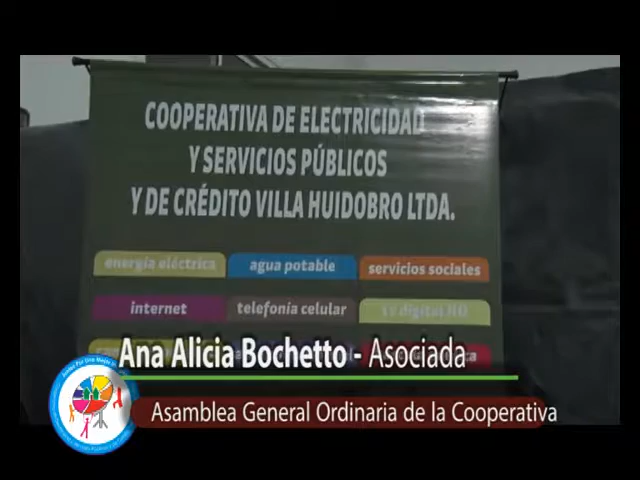 COOPERATIVA DE ELECTRICIDAD
Y SERVICIOS PÚBLICOS
Y DE CRÉDITO VILLA HUIDOBRO LTDA.
energía eléctrica agua potable servicios sociales
internet telefonía celular tv digital HD
Ana Alicia Bochetto - Asociada
Asamblea General Ordinaria de la Cooperativa